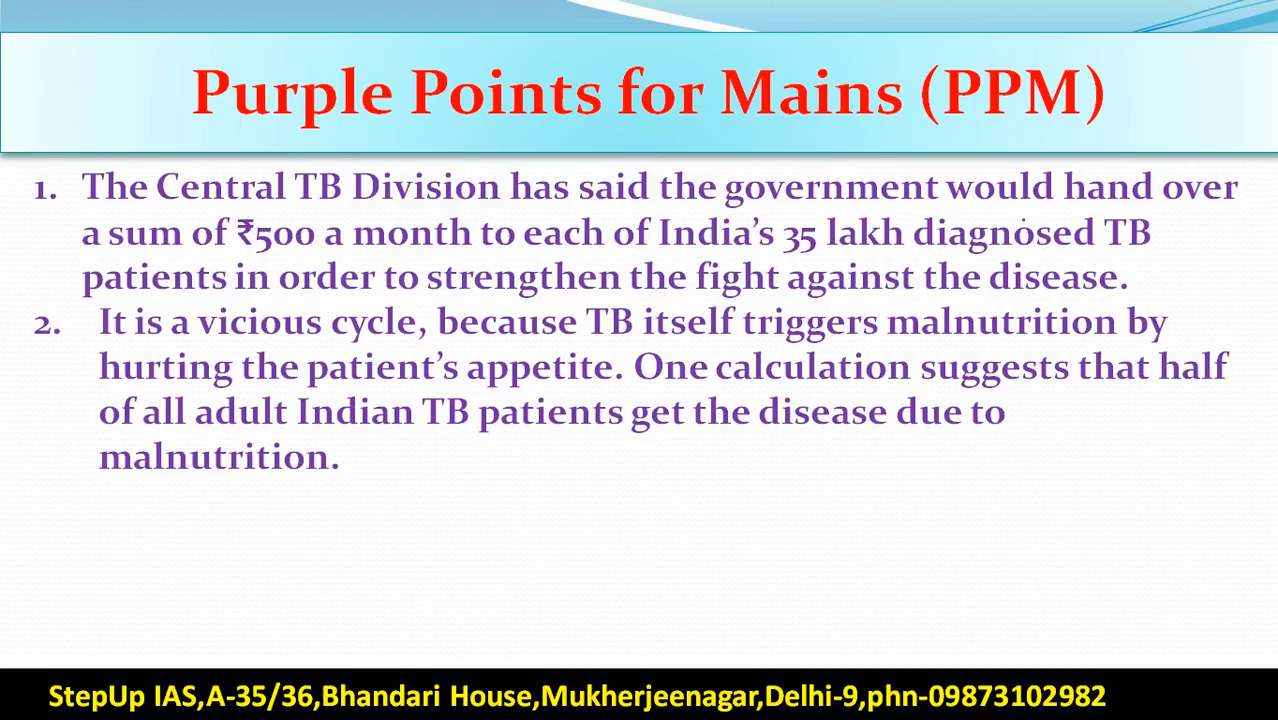 Purple Points for Mains (PPM)
1. The Central TB Division has said the government would hand over
a sum of ₹500 a month to each of India’s 35 lakh diagnosed TB
patients in order to strengthen the fight against the disease.
2. It is a vicious cycle, because TB itself triggers malnutrition by
hurting the patient’s appetite. One calculation suggests that half
of all adult Indian TB patients get the disease due to
malnutrition.
StepUp IAS,A-35/36,Bhandari House,Mukherjeenagar,Delhi-9,phn-09873102982